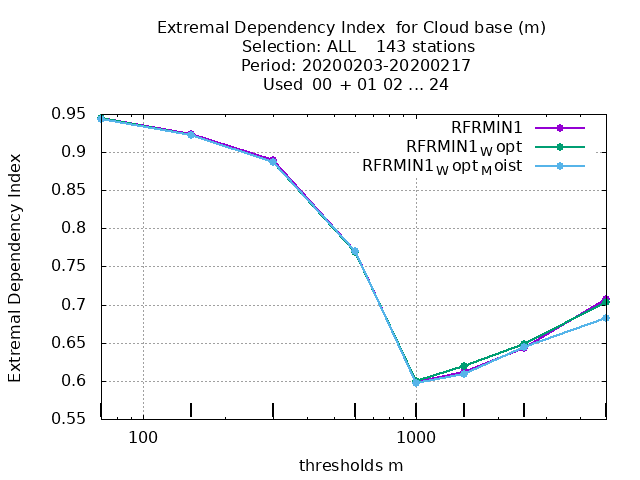 Extremal Dependency Index  for Cloud base (m)
Selection: ALL    143 stations
Period: 20200203-20200217
Used  00  + 01 02 ... 24
Extremal Dependency Index
0.95
0.9
0.85
0.8
0.75
0.7
0.65
0.6
0.55
RFRMIN1
RFRMIN1Wopt
RFRMIN1WoptMoist
100
1000
thresholds m